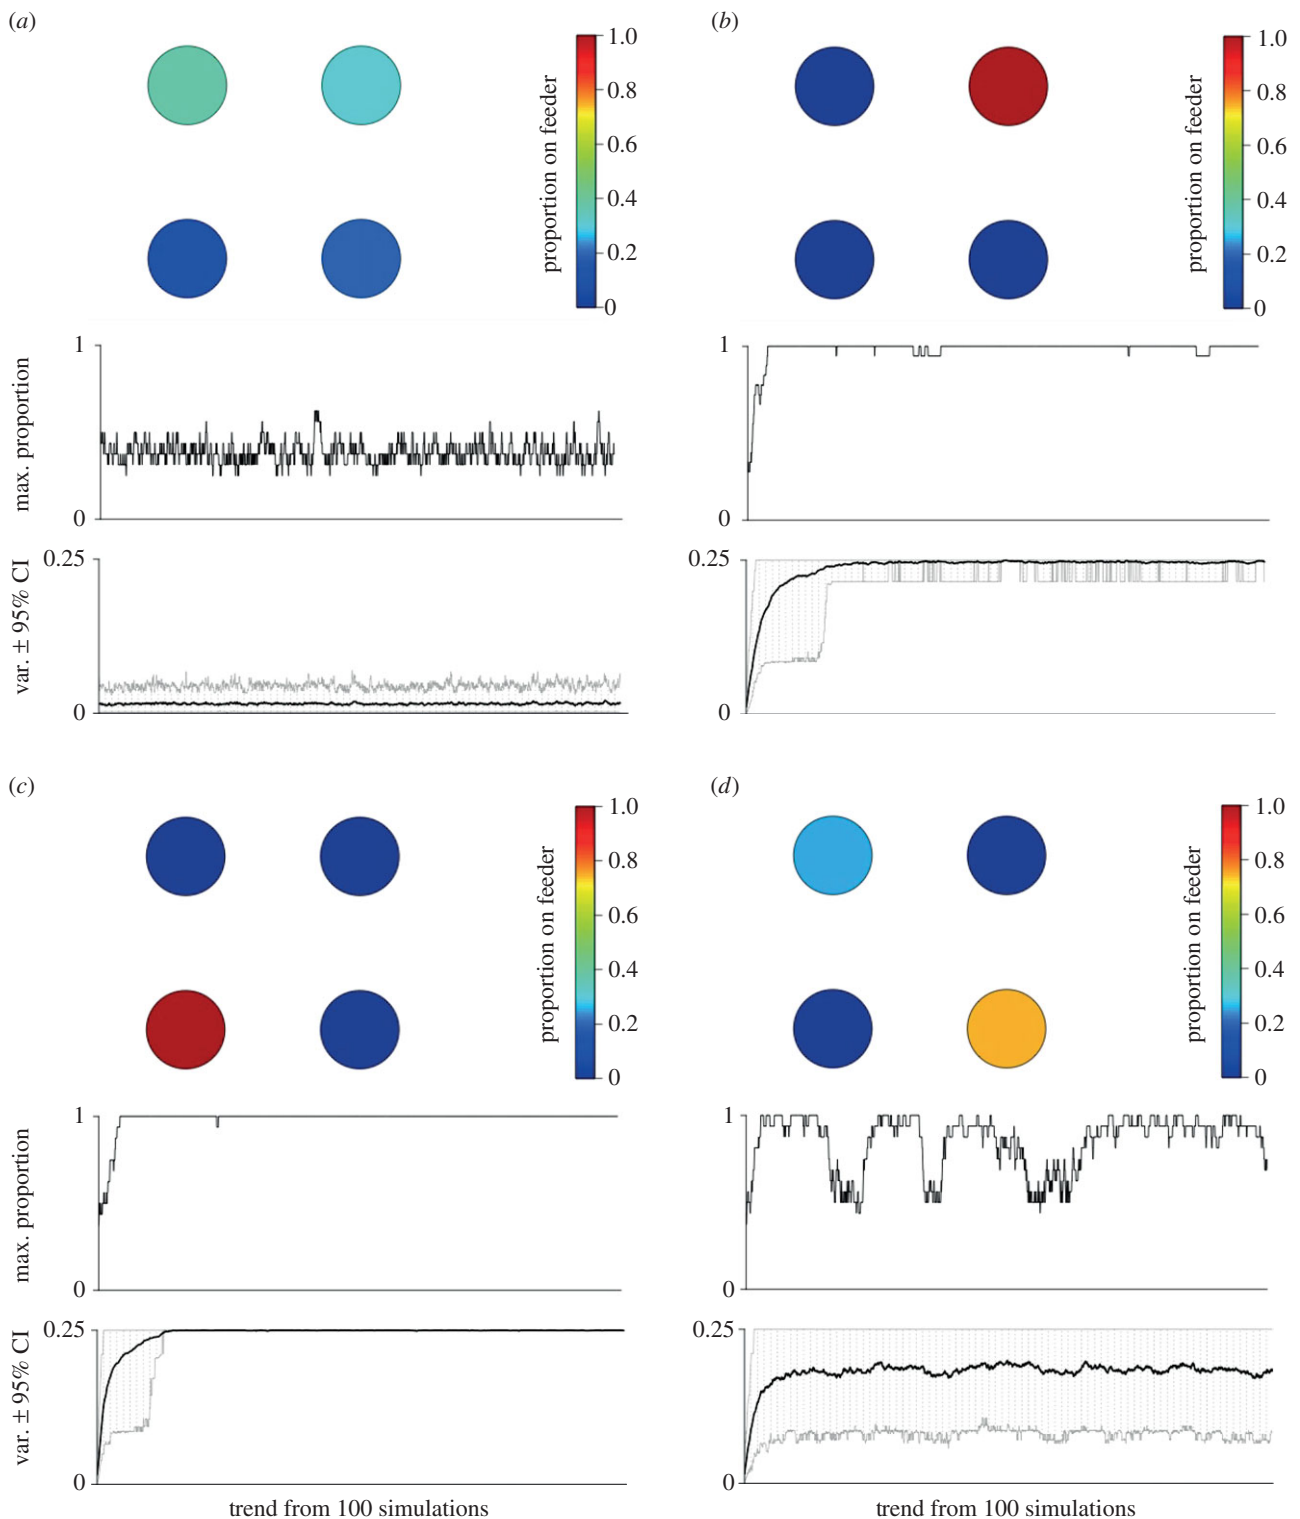 (a)
1.0
0.8
0.6
0.4
0.2
0
proportion on feeder
max. proportion
1
0
var. ± 95% CI
0.25
0
(b)
1.0
0.8
0.6
0.4
0.2
0
proportion on feeder
1
0
0.25
0
(c)
1.0
0.8
0.6
0.4
0.2
0
proportion on feeder
max. proportion
1
0
var. ± 95% CI
0.25
0
trend from 100 simulations
(d)
1.0
0.8
0.6
0.4
0.2
0
proportion on feeder
1
0
0.25
0
trend from 100 simulations